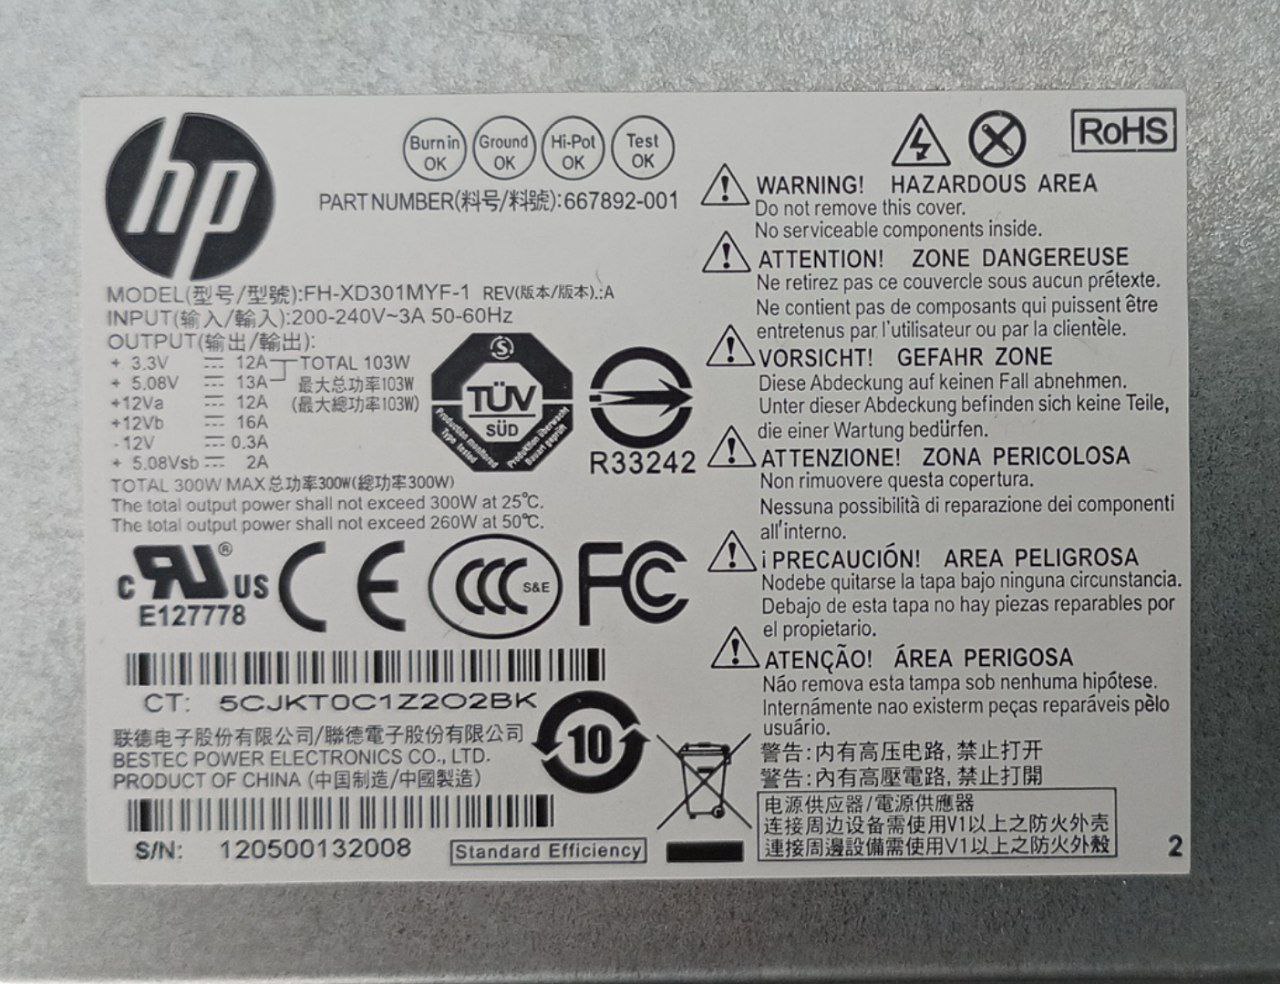 hp
Burn in OK
Ground OK
Hi-Pot OK
Test OK
RoHS
PART NUMBER(料号/料號):667892-001
MODEL(型号/型號):FH-XD301MYF-1 REV(版本/版本).:A
INPUT(输入/輸入):200-240V~3A 50-60Hz
OUTPUT(输出/輸出):
+ 3.3V 12A TOTAL 103W
+ 5.08V 13A 最大总功率103W
+12Va 12A (最大總功率103W)
+12Vb 16A
-12V 0.3A
+ 5.08Vsb 2A
TOTAL 300W MAX 总功率300W(總功率300W)
The total output power shall not exceed 300W at 25℃.
The total output power shall not exceed 260W at 50℃.
S
TÜV
SÜD
Production monitored
Type tested
Produktion überwacht
Bauart geprüft
R33242
c RU ® US
E127778
CE
CCC S&E
FC
CT: 5CJKT0C1Z2O2BK
联德电子股份有限公司/聯德電子股份有限公司
BESTEC POWER ELECTRONICS CO., LTD.
PRODUCT OF CHINA (中国制造/中國製造)
10
S/N: 120500132008
Standard Efficiency
WARNING! HAZARDOUS AREA
Do not remove this cover.
No serviceable components inside.
ATTENTION! ZONE DANGEREUSE
Ne retirez pas ce couvercle sous aucun prétexte.
Ne contient pas de composants qui puissent être
entretenus par l'utilisateur ou par la clientèle.
VORSICHT! GEFAHR ZONE
Diese Abdeckung auf keinen Fall abnehmen.
Unter dieser Abdeckung befinden sich keine Teile,
die einer Wartung bedürfen.
ATTENZIONE! ZONA PERICOLOSA
Non rimuovere questa copertura.
Nessuna possibilità di reparazione dei componenti
all'interno.
¡PRECAUCIÓN! AREA PELIGROSA
Nodebe quitarse la tapa bajo ninguna circunstancia.
Debajo de esta tapa no hay piezas reparables por
el propietario.
ATENÇÃO! ÁREA PERIGOSA
Não remova esta tampa sob nenhuma hipótese.
Internámente nao existerm peças reparáveis pèlo
usuário.
警告:内有高压电路,禁止打开
警告:內有高壓電路,禁止打開
电源供应器/電源供應器
连接周边设备需使用V1以上之防火外壳
連接周邊設備需使用V1以上之防火外殼
2